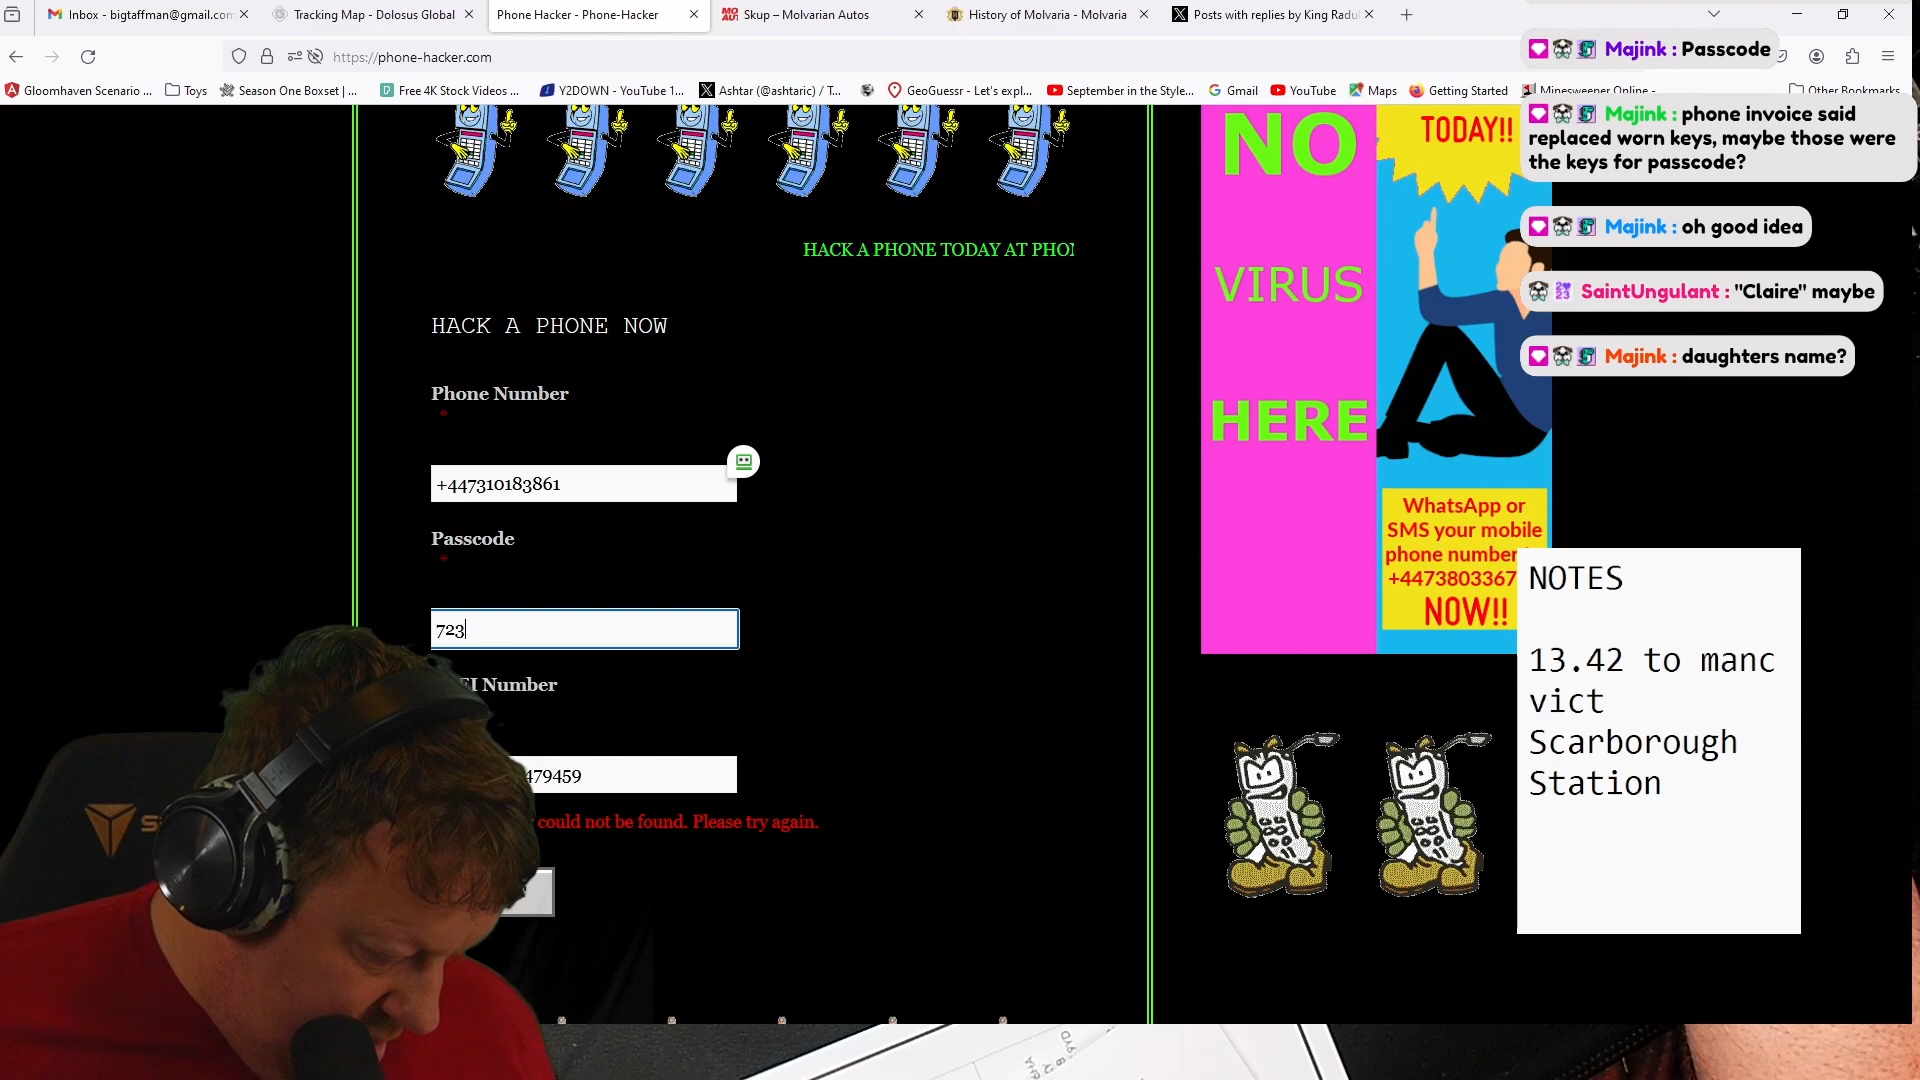 Inbox - bigtaffman@gmail.com
Tracking Map - Dolosus Global
Phone Hacker - Phone-Hacker
Skup – Molvarian Autos
History of Molvaria - Molvaria
Posts with replies by King Radu
https://phone-hacker.com
Gloomhaven Scenario ...
Toys
Season One Boxset | ...
Free 4K Stock Videos ...
Y2DOWN - YouTube 1...
Ashtar (@ashtaric) / T...
GeoGuessr - Let's expl...
September in the Style...
Gmail
YouTube
Maps
Getting Started
Minesweeper Online -
Other Bookmarks
Majink : Passcode
Majink : phone invoice said
replaced worn keys, maybe those were
the keys for passcode?
Majink : oh good idea
SaintUngulant : "Claire" maybe
Majink : daughters name?
HACK A PHONE TODAY AT PHO
HACK A PHONE NOW
Phone Number
*
+447310183861
Passcode
*
723
EI Number
479459
could not be found. Please try again.
NO
VIRUS
HERE
TODAY!!
WhatsApp or
SMS your mobile
phone number
+4473803367
NOW!!
NOTES
13.42 to manc
vict
Scarborough
Station